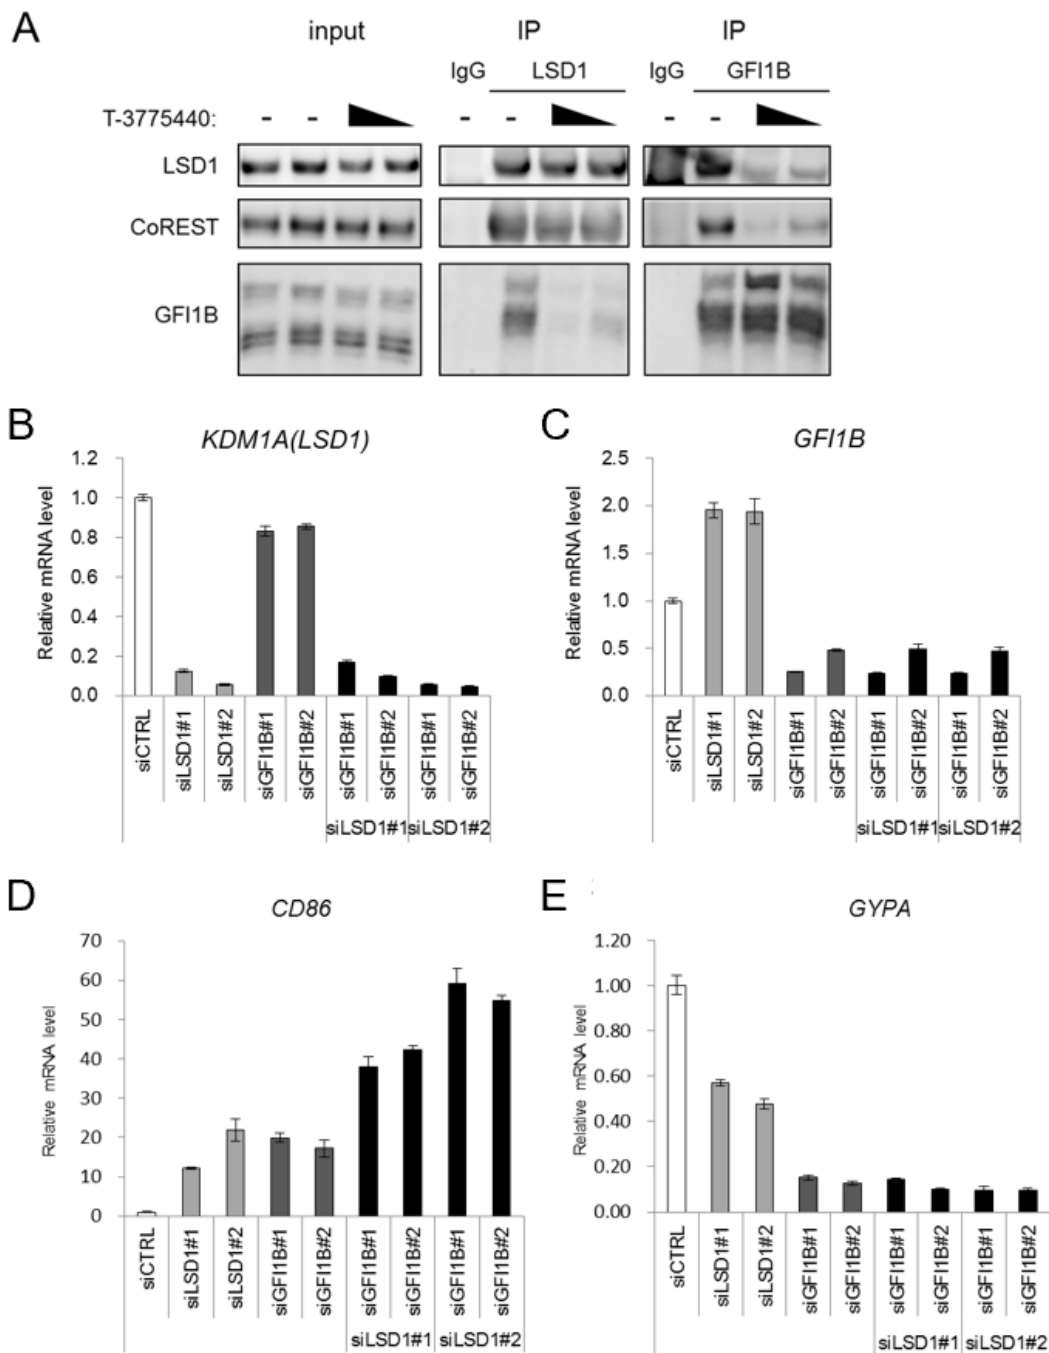 A
input IP IP
IgG LSD1 IgG GFI1B
T-3775440: - - - - - -
LSD1
CoREST
GFI1B
B
KDM1A(LSD1)
Relative mRNA level
1.2
1.0
0.8
0.6
0.4
0.2
0.0
siCTRL
siLSD1#1
siLSD1#2
siGFI1B#1
siGFI1B#2
siGFI1B#1
siGFI1B#2
siGFI1B#1
siGFI1B#2
siLSD1#1 siLSD1#2
C
GFI1B
Relative mRNA level
2.5
2.0
1.5
1.0
0.5
0.0
siCTRL
siLSD1#1
siLSD1#2
siGFI1B#1
siGFI1B#2
siGFI1B#1
siGFI1B#2
siGFI1B#1
siGFI1B#2
siLSD1#1 siLSD1#2
D
CD86
Relative mRNA level
70
60
50
40
30
20
10
0
siCTRL
siLSD1#1
siLSD1#2
siGFI1B#1
siGFI1B#2
siGFI1B#1
siGFI1B#2
siGFI1B#1
siGFI1B#2
siLSD1#1 siLSD1#2
E
GYPA
Relative mRNA level
1.20
1.00
0.80
0.60
0.40
0.20
0.00
siCTRL
siLSD1#1
siLSD1#2
siGFI1B#1
siGFI1B#2
siGFI1B#1
siGFI1B#2
siGFI1B#1
siGFI1B#2
siLSD1#1 siLSD1#2